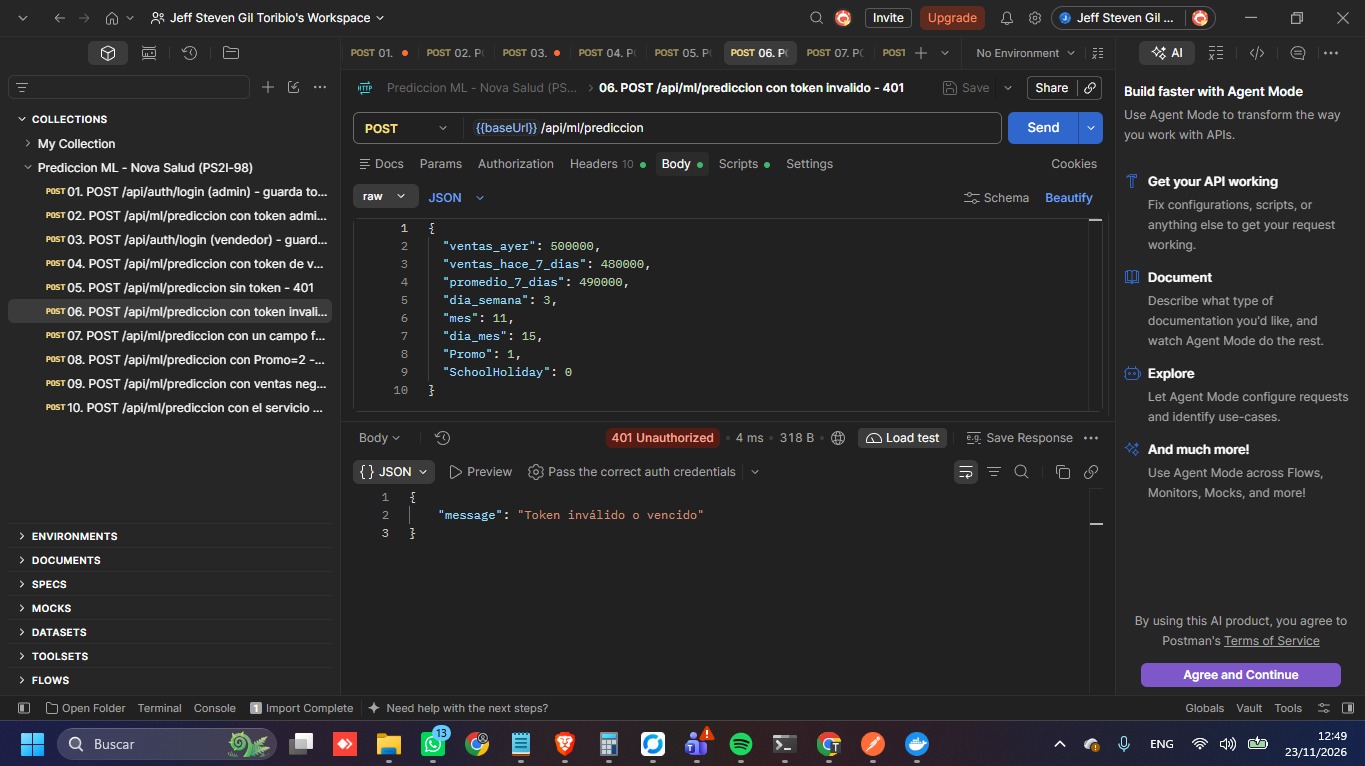 Jeff Steven Gil Toribio's Workspace
Invite
Upgrade
Jeff Steven Gil ...
POST 01.
POST 02. P
POST 03.
POST 04. P
POST 05. P
POST 06. P
POST 07. P
POST
No Environment
AI
Prediccion ML - Nova Salud (PS... > 06. POST /api/ml/prediccion con token invalido - 401
Save
Share
POST
{{baseUrl}} /api/ml/prediccion
Send
Docs
Params
Authorization
Headers 10
Body
Scripts
Settings
Cookies
raw
JSON
Schema
Beautify
COLLECTIONS
My Collection
Prediccion ML - Nova Salud (PS2I-98)
POST 01. POST /api/auth/login (admin) - guarda to...
POST 02. POST /api/ml/prediccion con token admi...
POST 03. POST /api/auth/login (vendedor) - guard...
POST 04. POST /api/ml/prediccion con token de v...
POST 05. POST /api/ml/prediccion sin token - 401
POST 06. POST /api/ml/prediccion con token invali...
POST 07. POST /api/ml/prediccion con un campo f...
POST 08. POST /api/ml/prediccion con Promo=2 -...
POST 09. POST /api/ml/prediccion con ventas neg...
POST 10. POST /api/ml/prediccion con el servicio ...
ENVIRONMENTS
DOCUMENTS
SPECS
MOCKS
DATASETS
TOOLSETS
FLOWS
1 {
2 "ventas_ayer": 500000,
3 "ventas_hace_7_dias": 480000,
4 "promedio_7_dias": 490000,
5 "dia_semana": 3,
6 "mes": 11,
7 "dia_mes": 15,
8 "Promo": 1,
9 "SchoolHoliday": 0
10 }
Body
401 Unauthorized
4 ms
318 B
Load test
e.g. Save Response
{} JSON
Preview
Pass the correct auth credentials
1 {
2 "message": "Token inválido o vencido"
3 }
Build faster with Agent Mode
Use Agent Mode to transform the way
you work with APIs.
Get your API working
Fix configurations, scripts, or
anything else to get your request
working.
Document
Describe what type of
documentation you'd like, and
watch Agent Mode do the rest.
Explore
Let Agent Mode configure requests
and identify use-cases.
And much more!
Use Agent Mode across Flows,
Monitors, Mocks, and more!
By using this AI product, you agree to
Postman's Terms of Service
Agree and Continue
Open Folder
Terminal
Console
1 Import Complete
Need help with the next steps?
Globals
Vault
Tools
Buscar
13
ENG
12:49
23/11/2026